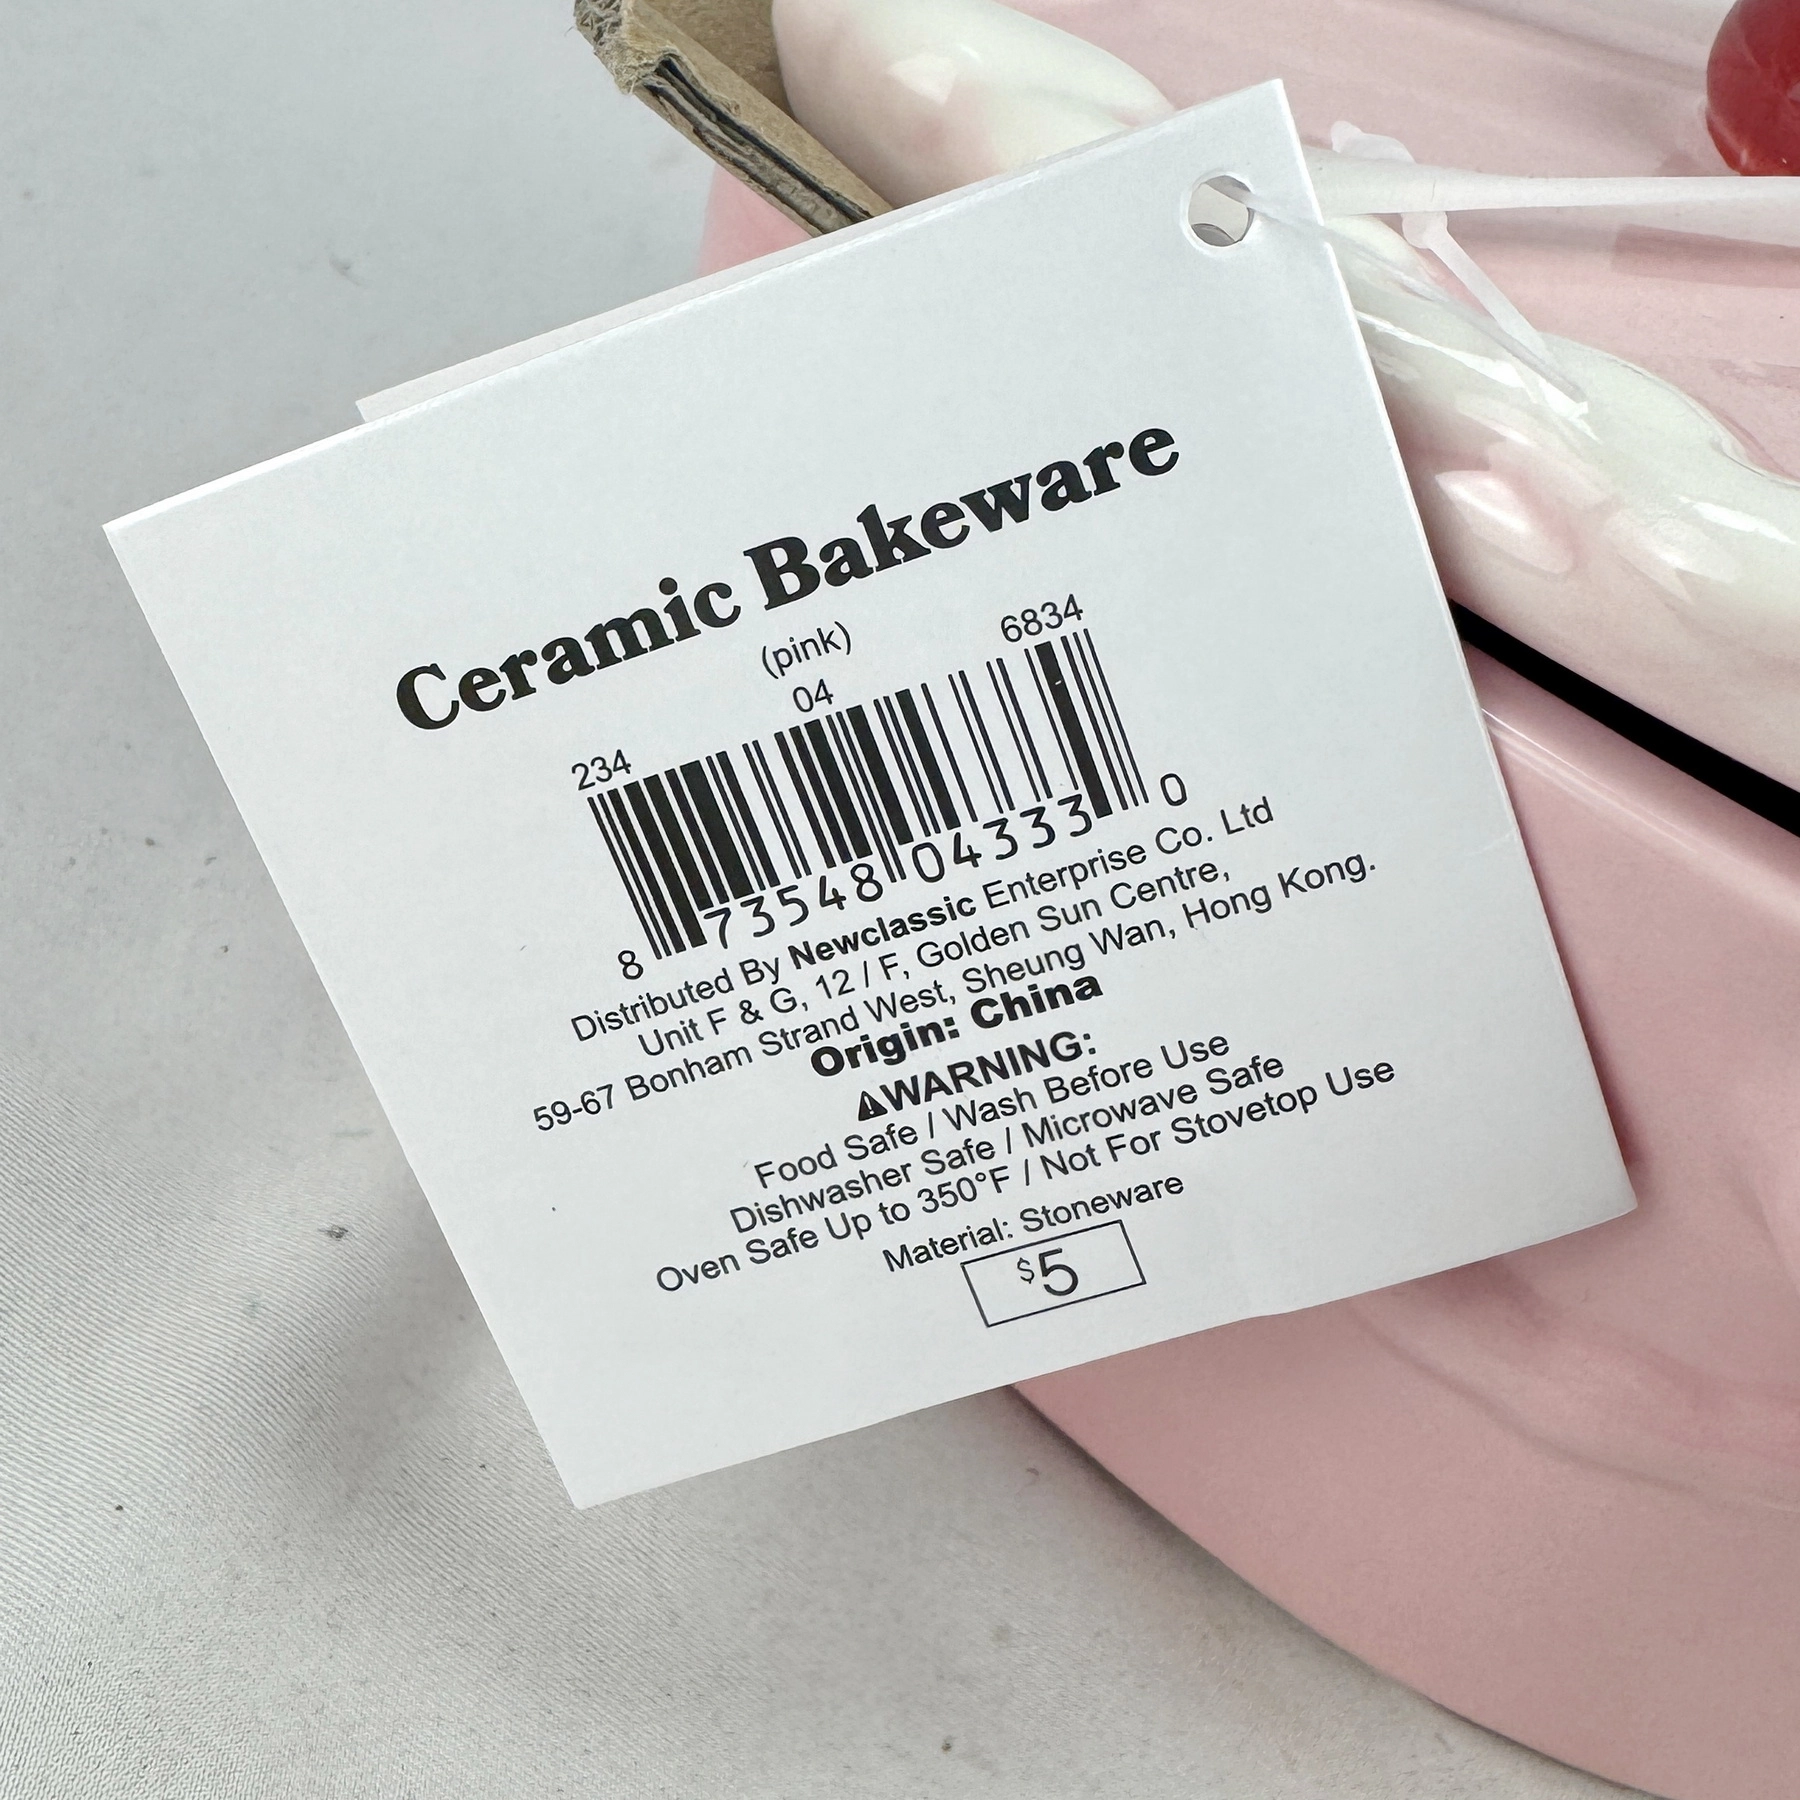 Ceramic Bakeware
(pink)
234 04 6834
8 73548 04333 0
Distributed By Newclassic Enterprise Co. Ltd
Unit F & G, 12 / F, Golden Sun Centre,
59-67 Bonham Strand West, Sheung Wan, Hong Kong.
Origin: China
⚠WARNING:
Food Safe / Wash Before Use
Dishwasher Safe / Microwave Safe
Oven Safe Up to 350°F / Not For Stovetop Use
Material: Stoneware
$5